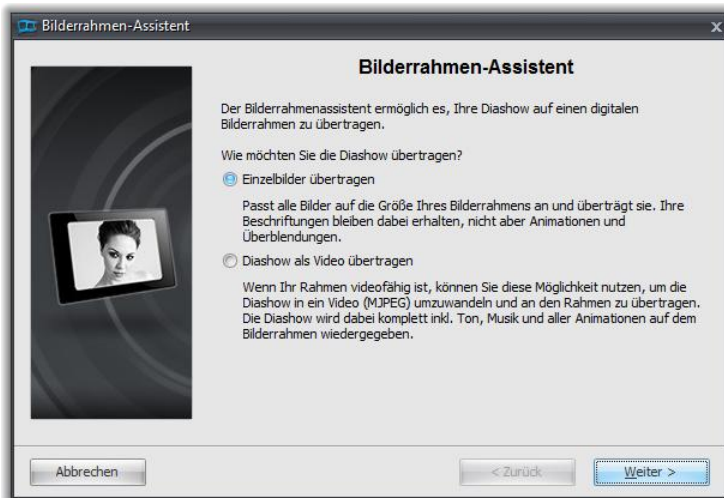 Bilderrahmen-Assistent
x
Bilderrahmen-Assistent
Der Bilderrahmenassistent ermöglich es, Ihre Diashow auf einen digitalen
Bilderrahmen zu übertragen.
Wie möchten Sie die Diashow übertragen?
Einzelbilder übertragen
Passt alle Bilder auf die Größe Ihres Bilderrahmens an und überträgt sie. Ihre
Beschriftungen bleiben dabei erhalten, nicht aber Animationen und
Überblendungen.
Diashow als Video übertragen
Wenn Ihr Rahmen videofähig ist, können Sie diese Möglichkeit nutzen, um die
Diashow in ein Video (MJPEG) umzuwandeln und an den Rahmen zu übertragen.
Die Diashow wird dabei komplett inkl. Ton, Musik und aller Animationen auf dem
Bilderrahmen wiedergegeben.
Abbrechen
< Zurück
Weiter >